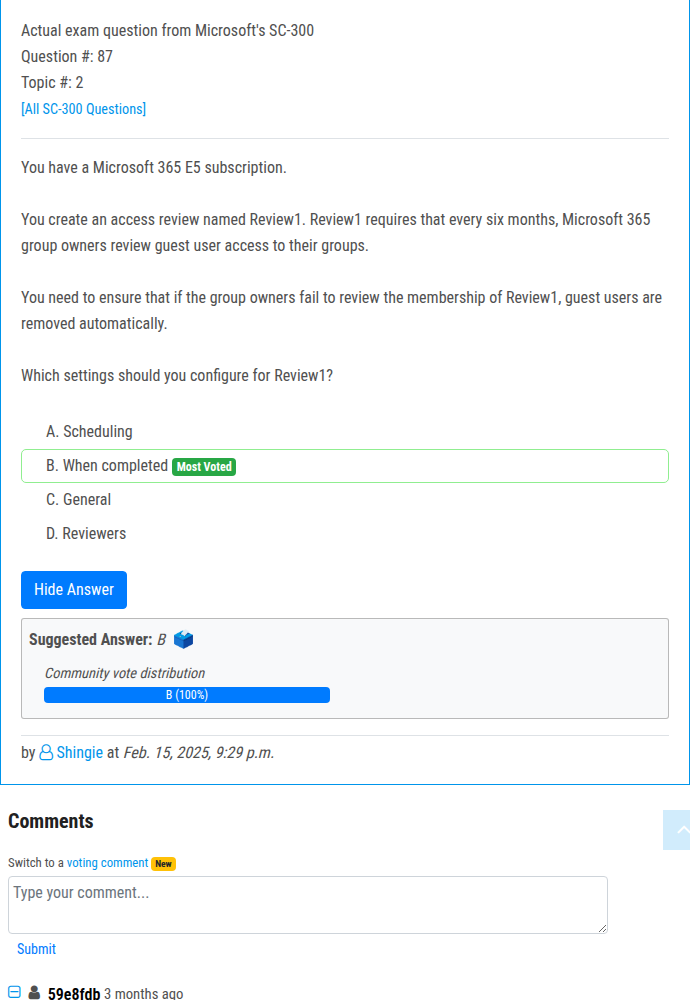 Actual exam question from Microsoft's SC-300
Question #: 87
Topic #: 2
[All SC-300 Questions]
You have a Microsoft 365 E5 subscription.
You create an access review named Review1. Review1 requires that every six months, Microsoft 365
group owners review guest user access to their groups.
You need to ensure that if the group owners fail to review the membership of Review1, guest users are
removed automatically.
Which settings should you configure for Review1?
A. Scheduling
B. When completed Most Voted
C. General
D. Reviewers
Hide Answer
Suggested Answer: B
Community vote distribution
B (100%)
by Shingie at Feb. 15, 2025, 9:29 p.m.
Comments
Switch to a voting comment New
Type your comment...
Submit
59e8fdb 3 months ago